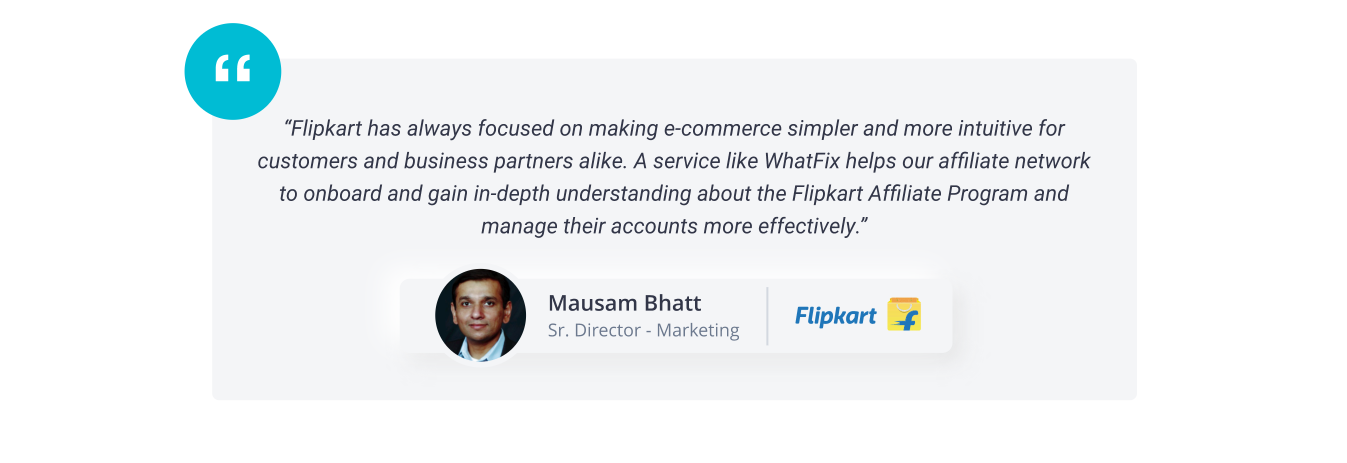 “Flipkart has always focused on making e-commerce simpler and more intuitive for
customers and business partners alike. A service like WhatFix helps our affiliate network
to onboard and gain in-depth understanding about the Flipkart Affiliate Program and
manage their accounts more effectively.”
Mausam Bhatt
Sr. Director - Marketing
Flipkart